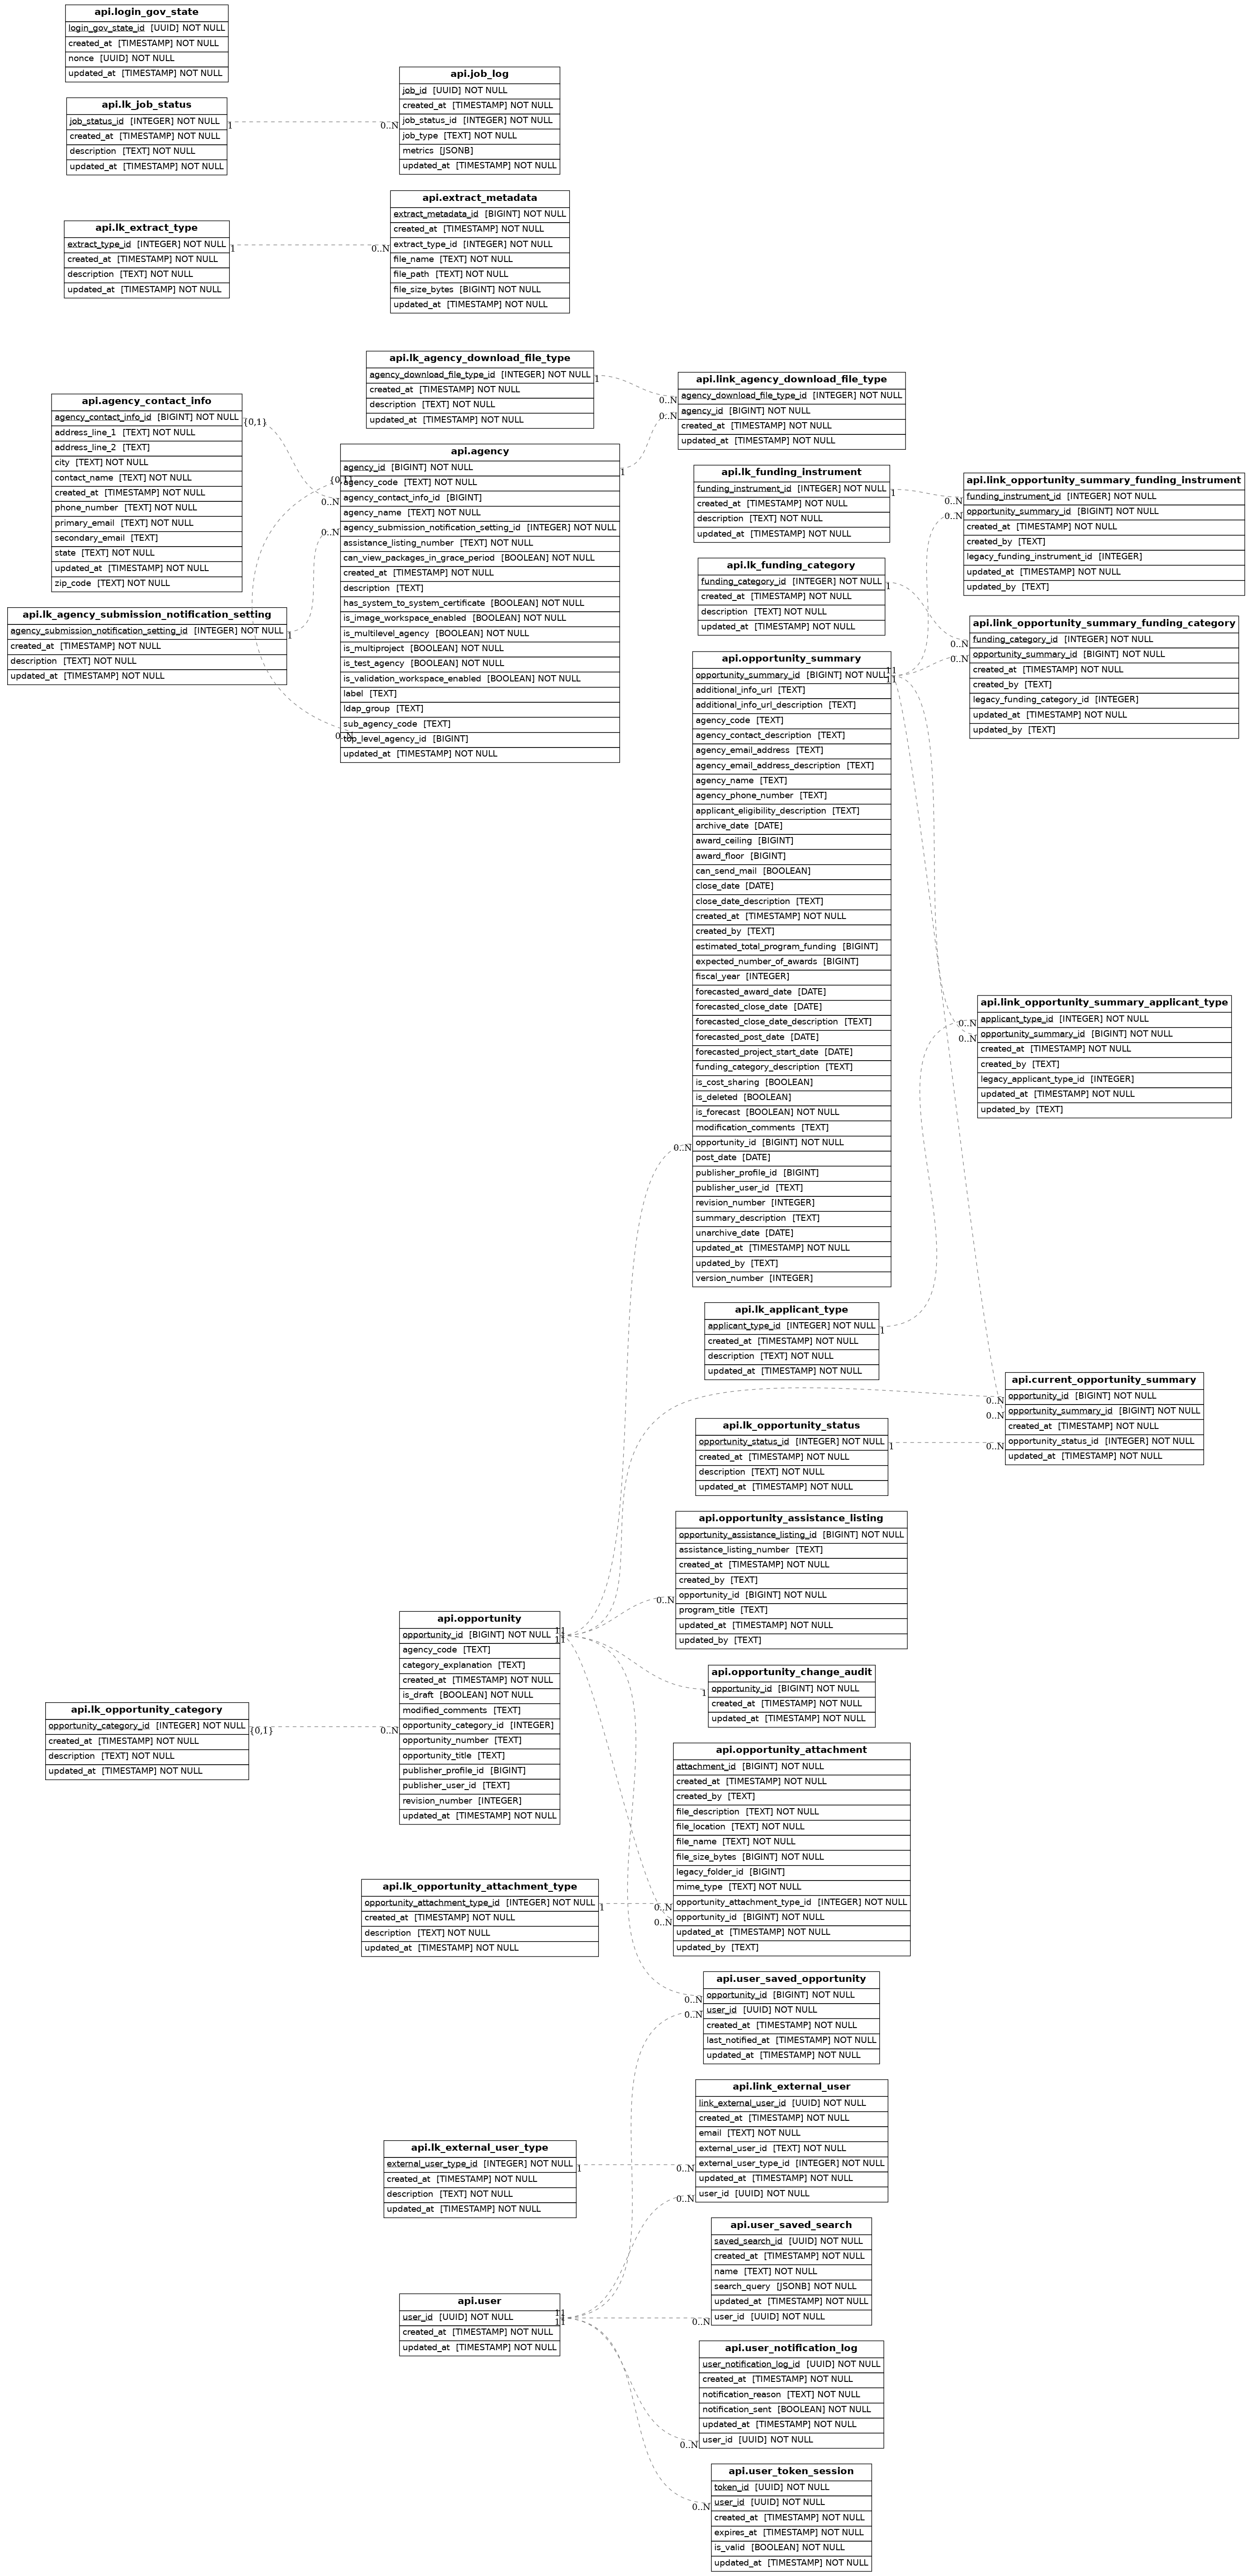 api.login_gov_state
login_gov_state_id [UUID] NOT NULL
created_at [TIMESTAMP] NOT NULL
nonce [UUID] NOT NULL
updated_at [TIMESTAMP] NOT NULL
api.lk_job_status
job_status_id [INTEGER] NOT NULL
created_at [TIMESTAMP] NOT NULL
description [TEXT] NOT NULL
updated_at [TIMESTAMP] NOT NULL
1
0..N
api.job_log
job_id [UUID] NOT NULL
created_at [TIMESTAMP] NOT NULL
job_status_id [INTEGER] NOT NULL
job_type [TEXT] NOT NULL
metrics [JSONB]
updated_at [TIMESTAMP] NOT NULL
api.lk_extract_type
extract_type_id [INTEGER] NOT NULL
created_at [TIMESTAMP] NOT NULL
description [TEXT] NOT NULL
updated_at [TIMESTAMP] NOT NULL
1
0..N
api.extract_metadata
extract_metadata_id [BIGINT] NOT NULL
created_at [TIMESTAMP] NOT NULL
extract_type_id [INTEGER] NOT NULL
file_name [TEXT] NOT NULL
file_path [TEXT] NOT NULL
file_size_bytes [BIGINT] NOT NULL
updated_at [TIMESTAMP] NOT NULL
api.lk_agency_download_file_type
agency_download_file_type_id [INTEGER] NOT NULL
created_at [TIMESTAMP] NOT NULL
description [TEXT] NOT NULL
updated_at [TIMESTAMP] NOT NULL
1
0..N
0..N
api.link_agency_download_file_type
agency_download_file_type_id [INTEGER] NOT NULL
agency_id [BIGINT] NOT NULL
created_at [TIMESTAMP] NOT NULL
updated_at [TIMESTAMP] NOT NULL
api.agency_contact_info
agency_contact_info_id [BIGINT] NOT NULL
address_line_1 [TEXT] NOT NULL
address_line_2 [TEXT]
city [TEXT] NOT NULL
contact_name [TEXT] NOT NULL
created_at [TIMESTAMP] NOT NULL
phone_number [TEXT] NOT NULL
primary_email [TEXT] NOT NULL
secondary_email [TEXT]
state [TEXT] NOT NULL
updated_at [TIMESTAMP] NOT NULL
zip_code [TEXT] NOT NULL
{0,1}
api.lk_agency_submission_notification_setting
agency_submission_notification_setting_id [INTEGER] NOT NULL
created_at [TIMESTAMP] NOT NULL
description [TEXT] NOT NULL
updated_at [TIMESTAMP] NOT NULL
1
api.agency
agency_id [BIGINT] NOT NULL
agency_code [TEXT] NOT NULL
agency_contact_info_id [BIGINT]
agency_name [TEXT] NOT NULL
agency_submission_notification_setting_id [INTEGER] NOT NULL
assistance_listing_number [TEXT] NOT NULL
can_view_packages_in_grace_period [BOOLEAN] NOT NULL
created_at [TIMESTAMP] NOT NULL
description [TEXT]
has_system_to_system_certificate [BOOLEAN] NOT NULL
is_image_workspace_enabled [BOOLEAN] NOT NULL
is_multilevel_agency [BOOLEAN] NOT NULL
is_multiproject [BOOLEAN] NOT NULL
is_test_agency [BOOLEAN] NOT NULL
is_validation_workspace_enabled [BOOLEAN] NOT NULL
label [TEXT]
ldap_group [TEXT]
sub_agency_code [TEXT]
top_level_agency_id [BIGINT]
updated_at [TIMESTAMP] NOT NULL
1
{0,1}
0..N
0..N
0..N
api.lk_funding_instrument
funding_instrument_id [INTEGER] NOT NULL
created_at [TIMESTAMP] NOT NULL
description [TEXT] NOT NULL
updated_at [TIMESTAMP] NOT NULL
1
0..N
0..N
api.link_opportunity_summary_funding_instrument
funding_instrument_id [INTEGER] NOT NULL
opportunity_summary_id [BIGINT] NOT NULL
created_at [TIMESTAMP] NOT NULL
created_by [TEXT]
legacy_funding_instrument_id [INTEGER]
updated_at [TIMESTAMP] NOT NULL
updated_by [TEXT]
api.lk_funding_category
funding_category_id [INTEGER] NOT NULL
created_at [TIMESTAMP] NOT NULL
description [TEXT] NOT NULL
updated_at [TIMESTAMP] NOT NULL
1
0..N
0..N
api.link_opportunity_summary_funding_category
funding_category_id [INTEGER] NOT NULL
opportunity_summary_id [BIGINT] NOT NULL
created_at [TIMESTAMP] NOT NULL
created_by [TEXT]
legacy_funding_category_id [INTEGER]
updated_at [TIMESTAMP] NOT NULL
updated_by [TEXT]
api.opportunity_summary
opportunity_summary_id [BIGINT] NOT NULL
additional_info_url [TEXT]
additional_info_url_description [TEXT]
agency_code [TEXT]
agency_contact_description [TEXT]
agency_email_address [TEXT]
agency_email_address_description [TEXT]
agency_name [TEXT]
agency_phone_number [TEXT]
applicant_eligibility_description [TEXT]
archive_date [DATE]
award_ceiling [BIGINT]
award_floor [BIGINT]
can_send_mail [BOOLEAN]
close_date [DATE]
close_date_description [TEXT]
created_at [TIMESTAMP] NOT NULL
created_by [TEXT]
estimated_total_program_funding [BIGINT]
expected_number_of_awards [BIGINT]
fiscal_year [INTEGER]
forecasted_award_date [DATE]
forecasted_close_date [DATE]
forecasted_close_date_description [TEXT]
forecasted_post_date [DATE]
forecasted_project_start_date [DATE]
funding_category_description [TEXT]
is_cost_sharing [BOOLEAN]
is_deleted [BOOLEAN]
is_forecast [BOOLEAN] NOT NULL
modification_comments [TEXT]
opportunity_id [BIGINT] NOT NULL
post_date [DATE]
publisher_profile_id [BIGINT]
publisher_user_id [TEXT]
revision_number [INTEGER]
summary_description [TEXT]
unarchive_date [DATE]
updated_at [TIMESTAMP] NOT NULL
updated_by [TEXT]
version_number [INTEGER]
11
11
0..N
api.link_opportunity_summary_applicant_type
applicant_type_id [INTEGER] NOT NULL
opportunity_summary_id [BIGINT] NOT NULL
created_at [TIMESTAMP] NOT NULL
created_by [TEXT]
legacy_applicant_type_id [INTEGER]
updated_at [TIMESTAMP] NOT NULL
updated_by [TEXT]
0..N
0..N
api.lk_applicant_type
applicant_type_id [INTEGER] NOT NULL
created_at [TIMESTAMP] NOT NULL
description [TEXT] NOT NULL
updated_at [TIMESTAMP] NOT NULL
1
api.current_opportunity_summary
opportunity_id [BIGINT] NOT NULL
opportunity_summary_id [BIGINT] NOT NULL
created_at [TIMESTAMP] NOT NULL
opportunity_status_id [INTEGER] NOT NULL
updated_at [TIMESTAMP] NOT NULL
0..N
0..N
0..N
api.lk_opportunity_status
opportunity_status_id [INTEGER] NOT NULL
created_at [TIMESTAMP] NOT NULL
description [TEXT] NOT NULL
updated_at [TIMESTAMP] NOT NULL
1
api.opportunity_assistance_listing
opportunity_assistance_listing_id [BIGINT] NOT NULL
assistance_listing_number [TEXT]
created_at [TIMESTAMP] NOT NULL
created_by [TEXT]
opportunity_id [BIGINT] NOT NULL
program_title [TEXT]
updated_at [TIMESTAMP] NOT NULL
updated_by [TEXT]
0..N
api.opportunity
opportunity_id [BIGINT] NOT NULL
agency_code [TEXT]
category_explanation [TEXT]
created_at [TIMESTAMP] NOT NULL
is_draft [BOOLEAN] NOT NULL
modified_comments [TEXT]
opportunity_category_id [INTEGER]
opportunity_number [TEXT]
opportunity_title [TEXT]
publisher_profile_id [BIGINT]
publisher_user_id [TEXT]
revision_number [INTEGER]
updated_at [TIMESTAMP] NOT NULL
11
11
api.opportunity_change_audit
opportunity_id [BIGINT] NOT NULL
created_at [TIMESTAMP] NOT NULL
updated_at [TIMESTAMP] NOT NULL
1
api.lk_opportunity_category
opportunity_category_id [INTEGER] NOT NULL
created_at [TIMESTAMP] NOT NULL
description [TEXT] NOT NULL
updated_at [TIMESTAMP] NOT NULL
{0,1}
0..N
api.opportunity_attachment
attachment_id [BIGINT] NOT NULL
created_at [TIMESTAMP] NOT NULL
created_by [TEXT]
file_description [TEXT] NOT NULL
file_location [TEXT] NOT NULL
file_name [TEXT] NOT NULL
file_size_bytes [BIGINT] NOT NULL
legacy_folder_id [BIGINT]
mime_type [TEXT] NOT NULL
opportunity_attachment_type_id [INTEGER] NOT NULL
opportunity_id [BIGINT] NOT NULL
updated_at [TIMESTAMP] NOT NULL
updated_by [TEXT]
0..N
0..N
api.lk_opportunity_attachment_type
opportunity_attachment_type_id [INTEGER] NOT NULL
created_at [TIMESTAMP] NOT NULL
description [TEXT] NOT NULL
updated_at [TIMESTAMP] NOT NULL
1
api.user_saved_opportunity
opportunity_id [BIGINT] NOT NULL
user_id [UUID] NOT NULL
created_at [TIMESTAMP] NOT NULL
last_notified_at [TIMESTAMP] NOT NULL
updated_at [TIMESTAMP] NOT NULL
0..N
0..N
api.link_external_user
link_external_user_id [UUID] NOT NULL
created_at [TIMESTAMP] NOT NULL
email [TEXT] NOT NULL
external_user_id [TEXT] NOT NULL
external_user_type_id [INTEGER] NOT NULL
updated_at [TIMESTAMP] NOT NULL
user_id [UUID] NOT NULL
0..N
0..N
api.lk_external_user_type
external_user_type_id [INTEGER] NOT NULL
created_at [TIMESTAMP] NOT NULL
description [TEXT] NOT NULL
updated_at [TIMESTAMP] NOT NULL
1
api.user_saved_search
saved_search_id [UUID] NOT NULL
created_at [TIMESTAMP] NOT NULL
name [TEXT] NOT NULL
search_query [JSONB] NOT NULL
updated_at [TIMESTAMP] NOT NULL
user_id [UUID] NOT NULL
0..N
api.user
user_id [UUID] NOT NULL
created_at [TIMESTAMP] NOT NULL
updated_at [TIMESTAMP] NOT NULL
11
11
api.user_notification_log
user_notification_log_id [UUID] NOT NULL
created_at [TIMESTAMP] NOT NULL
notification_reason [TEXT] NOT NULL
notification_sent [BOOLEAN] NOT NULL
updated_at [TIMESTAMP] NOT NULL
user_id [UUID] NOT NULL
0..N
api.user_token_session
token_id [UUID] NOT NULL
user_id [UUID] NOT NULL
created_at [TIMESTAMP] NOT NULL
expires_at [TIMESTAMP] NOT NULL
is_valid [BOOLEAN] NOT NULL
updated_at [TIMESTAMP] NOT NULL
0..N